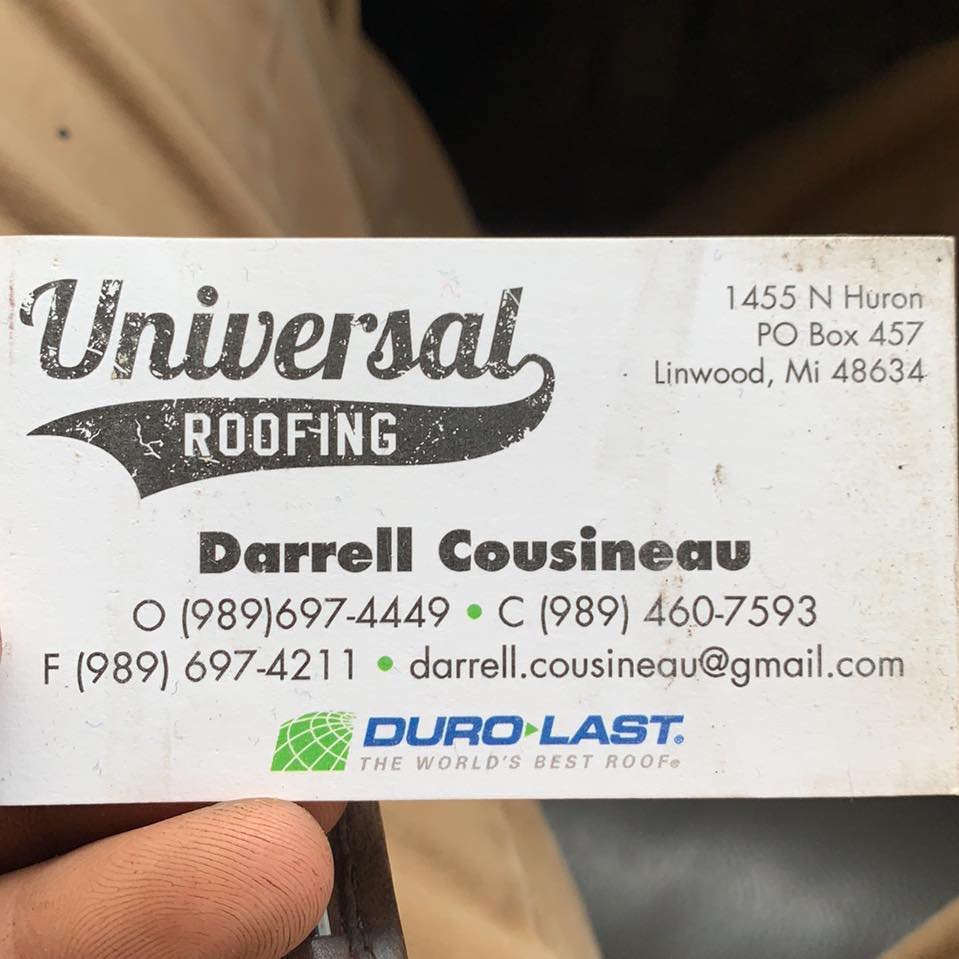 Universal
ROOFING
1455 N Huron
PO Box 457
Linwood, Mi 48634
Darrell Cousineau
O (989)697-4449 • C (989) 460-7593
F (989) 697-4211 • darrell.cousineau@gmail.com
DURO-LAST®
THE WORLD'S BEST ROOF®